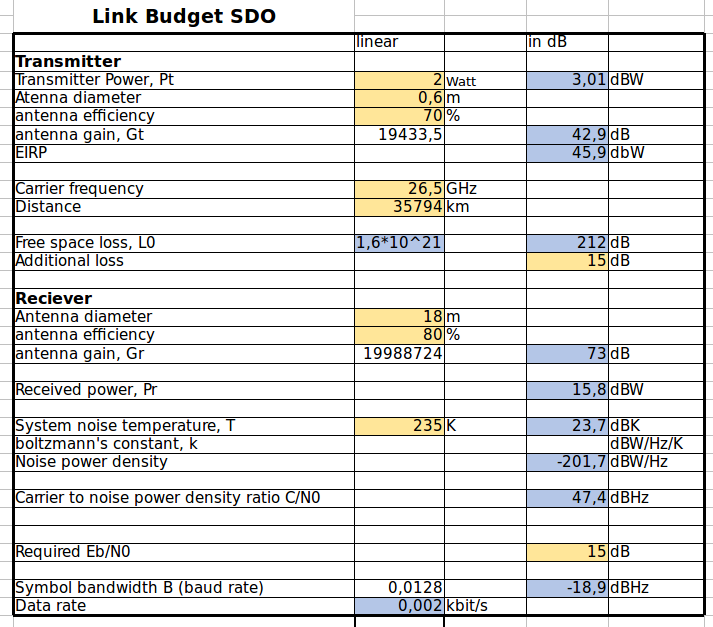 Link Budget SDO
linear in dB
Transmitter
Transmitter Power, Pt 2 Watt 3,01 dBW
Atenna diameter 0,6 m
antenna efficiency 70 %
antenna gain, Gt 19433,5 42,9 dB
EIRP 45,9 dbW
Carrier frequency 26,5 GHz
Distance 35794 km
Free space loss, L0 1,6*10^21 212 dB
Additional loss 15 dB
Reciever
Antenna diameter 18 m
antenna efficiency 80 %
antenna gain, Gr 19988724 73 dB
Received power, Pr 15,8 dBW
System noise temperature, T 235 K 23,7 dBK
boltzmann's constant, k dBW/Hz/K
Noise power density -201,7 dBW/Hz
Carrier to noise power density ratio C/N0 47,4 dBHz
Required Eb/N0 15 dB
Symbol bandwidth B (baud rate) 0,0128 -18,9 dBHz
Data rate 0,002 kbit/s